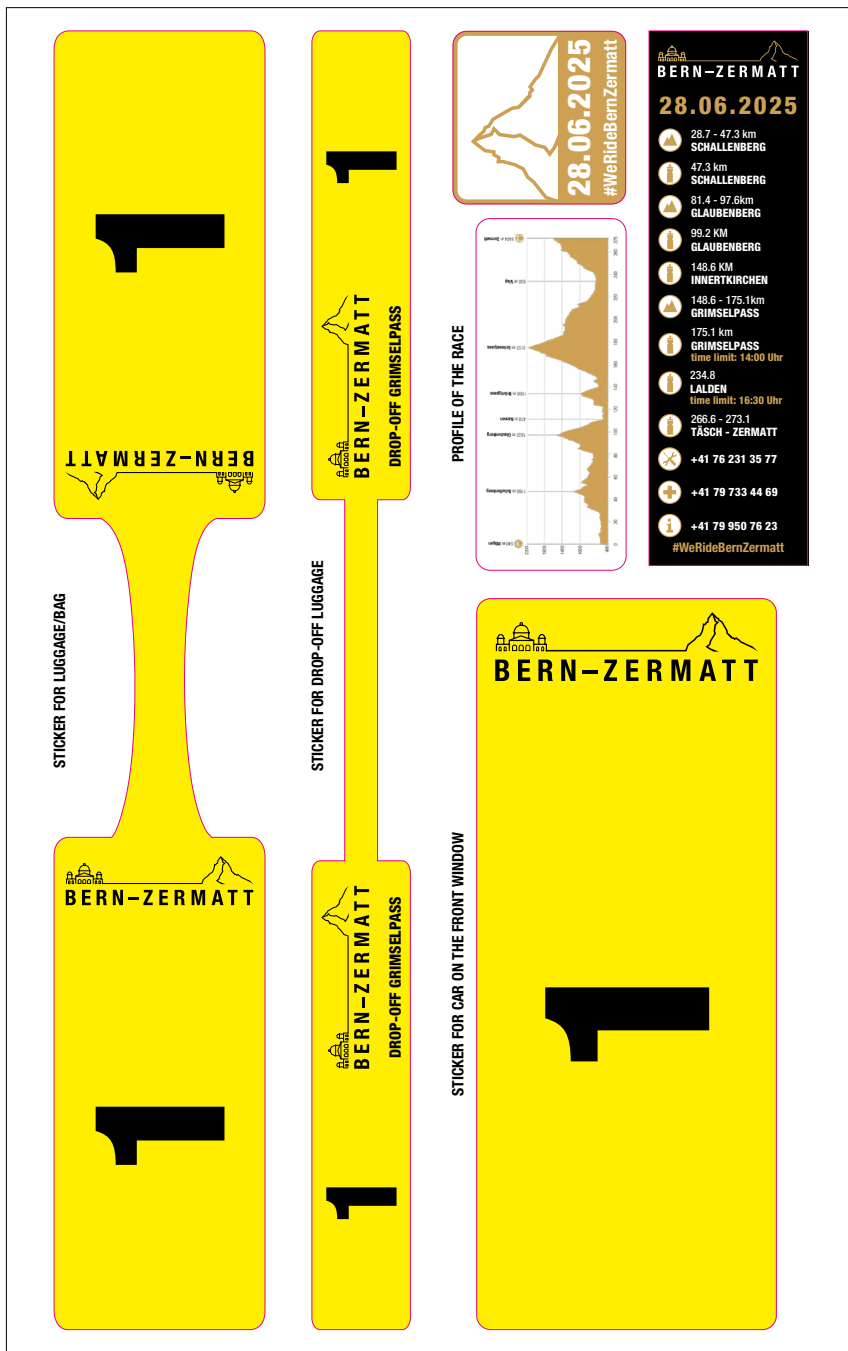 1
BERN–ZERMATT
STICKER FOR LUGGAGE/BAG
BERN–ZERMATT
1
1
BERN–ZERMATT
DROP-OFF GRIMSELPASS
STICKER FOR DROP-OFF LUGGAGE
BERN–ZERMATT
DROP-OFF GRIMSELPASS
1
28.06.2025
#WeRideBernZermatt
PROFILE OF THE RACE
BERN–ZERMATT
28.06.2025
28.7 - 47.3 km
SCHALLENBERG
47.3 km
SCHALLENBERG
81.4 - 97.6km
GLAUBENBERG
99.2 KM
GLAUBENBERG
148.6 KM
INNERTKIRCHEN
148.6 - 175.1km
GRIMSELPASS
175.1 km
GRIMSELPASS
time limit: 14:00 Uhr
234.8
LALDEN
time limit: 16:30 Uhr
266.6 - 273.1
TÄSCH - ZERMATT
+41 76 231 35 77
+41 79 733 44 69
+41 79 950 76 23
#WeRideBernZermatt
STICKER FOR CAR ON THE FRONT WINDOW
BERN–ZERMATT
1